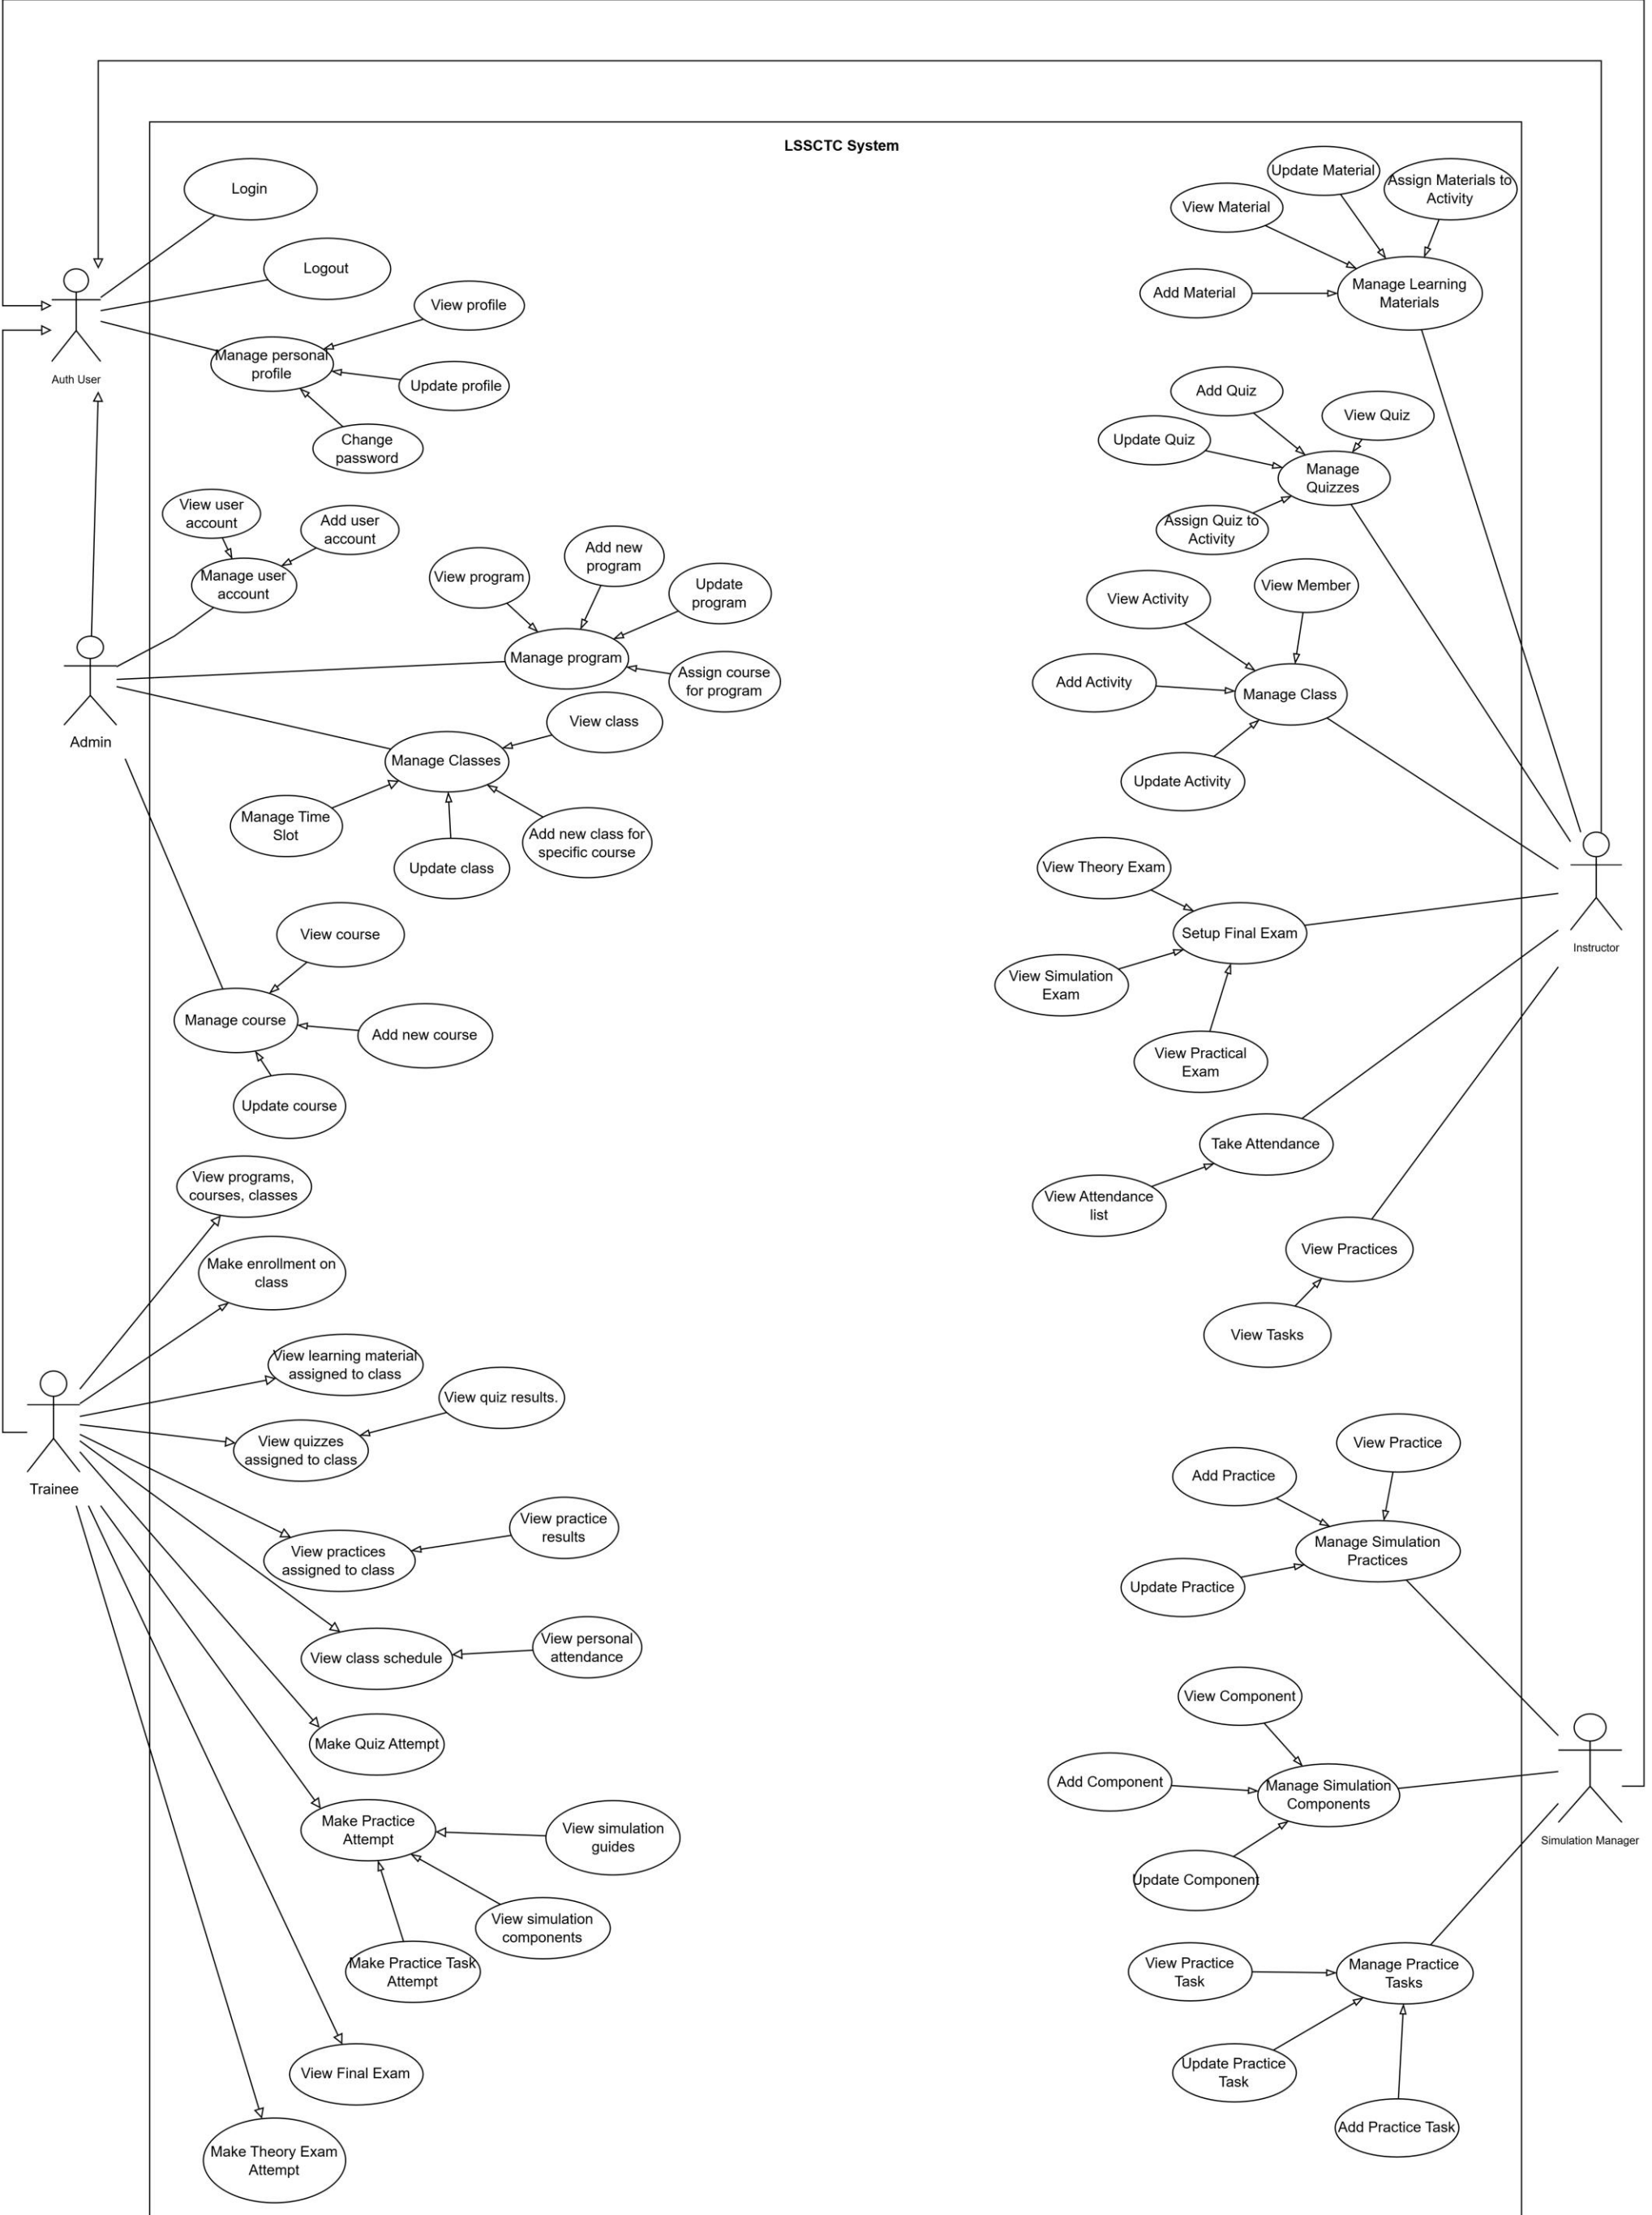 LSSCTC System
Login
Logout
View profile
Manage personal
profile
Update profile
Change
password
Auth User
View user
account
Add user
account
Manage user
account
View program
Add new
program
Update
program
Manage program
Assign course
for program
Admin
View class
Manage Classes
Manage Time
Slot
Add new class for
specific course
Update class
View course
Manage course
Add new course
Update course
View programs,
courses, classes
Make enrollment on
class
View learning material
assigned to class
View quiz results.
View quizzes
assigned to class
Trainee
View practice
results
View practices
assigned to class
View personal
attendance
View class schedule
Make Quiz Attempt
Make Practice
Attempt
View simulation
guides
View simulation
components
Make Practice Task
Attempt
View Final Exam
Make Theory Exam
Attempt
Update Material
Assign Materials to
Activity
View Material
Add Material
Manage Learning
Materials
Add Quiz
View Quiz
Update Quiz
Manage
Quizzes
Assign Quiz to
Activity
View Activity
View Member
Add Activity
Manage Class
Update Activity
View Theory Exam
Setup Final Exam
Instructor
View Simulation
Exam
View Practical
Exam
Take Attendance
View Attendance
list
View Practices
View Tasks
View Practice
Add Practice
Manage Simulation
Practices
Update Practice
View Component
Add Component
Manage Simulation
Components
Simulation Manager
Update Component
View Practice
Task
Manage Practice
Tasks
Update Practice
Task
Add Practice Task